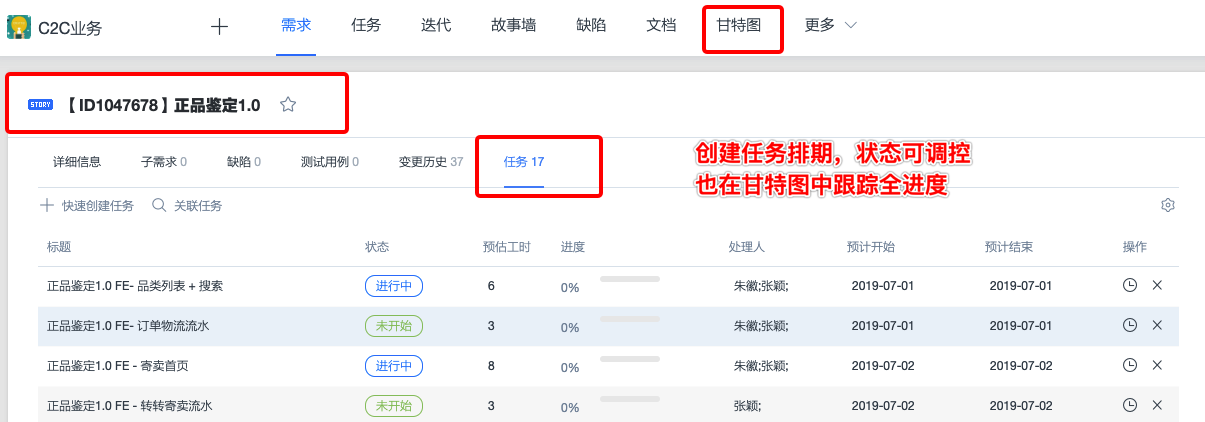 C2C业务 需求 任务 迭代 故事墙 缺陷 文档 甘特图 更多
STORY 【ID1047678】正品鉴定1.0
详细信息 子需求 0 缺陷 0 测试用例 0 变更历史 37 任务 17
创建任务排期，状态可调控
也在甘特图中跟踪全进度
快速创建任务 关联任务
标题 状态 预估工时 进度 处理人 预计开始 预计结束 操作
正品鉴定1.0 FE- 品类列表 + 搜索 进行中 6 0% 朱徽;张颖; 2019-07-01 2019-07-01
正品鉴定1.0 FE- 订单物流流水 未开始 3 0% 朱徽;张颖; 2019-07-01 2019-07-01
正品鉴定1.0 FE - 寄卖首页 进行中 8 0% 朱徽;张颖; 2019-07-02 2019-07-02
正品鉴定1.0 FE - 转转寄卖流水 未开始 3 0% 张颖; 2019-07-02 2019-07-02